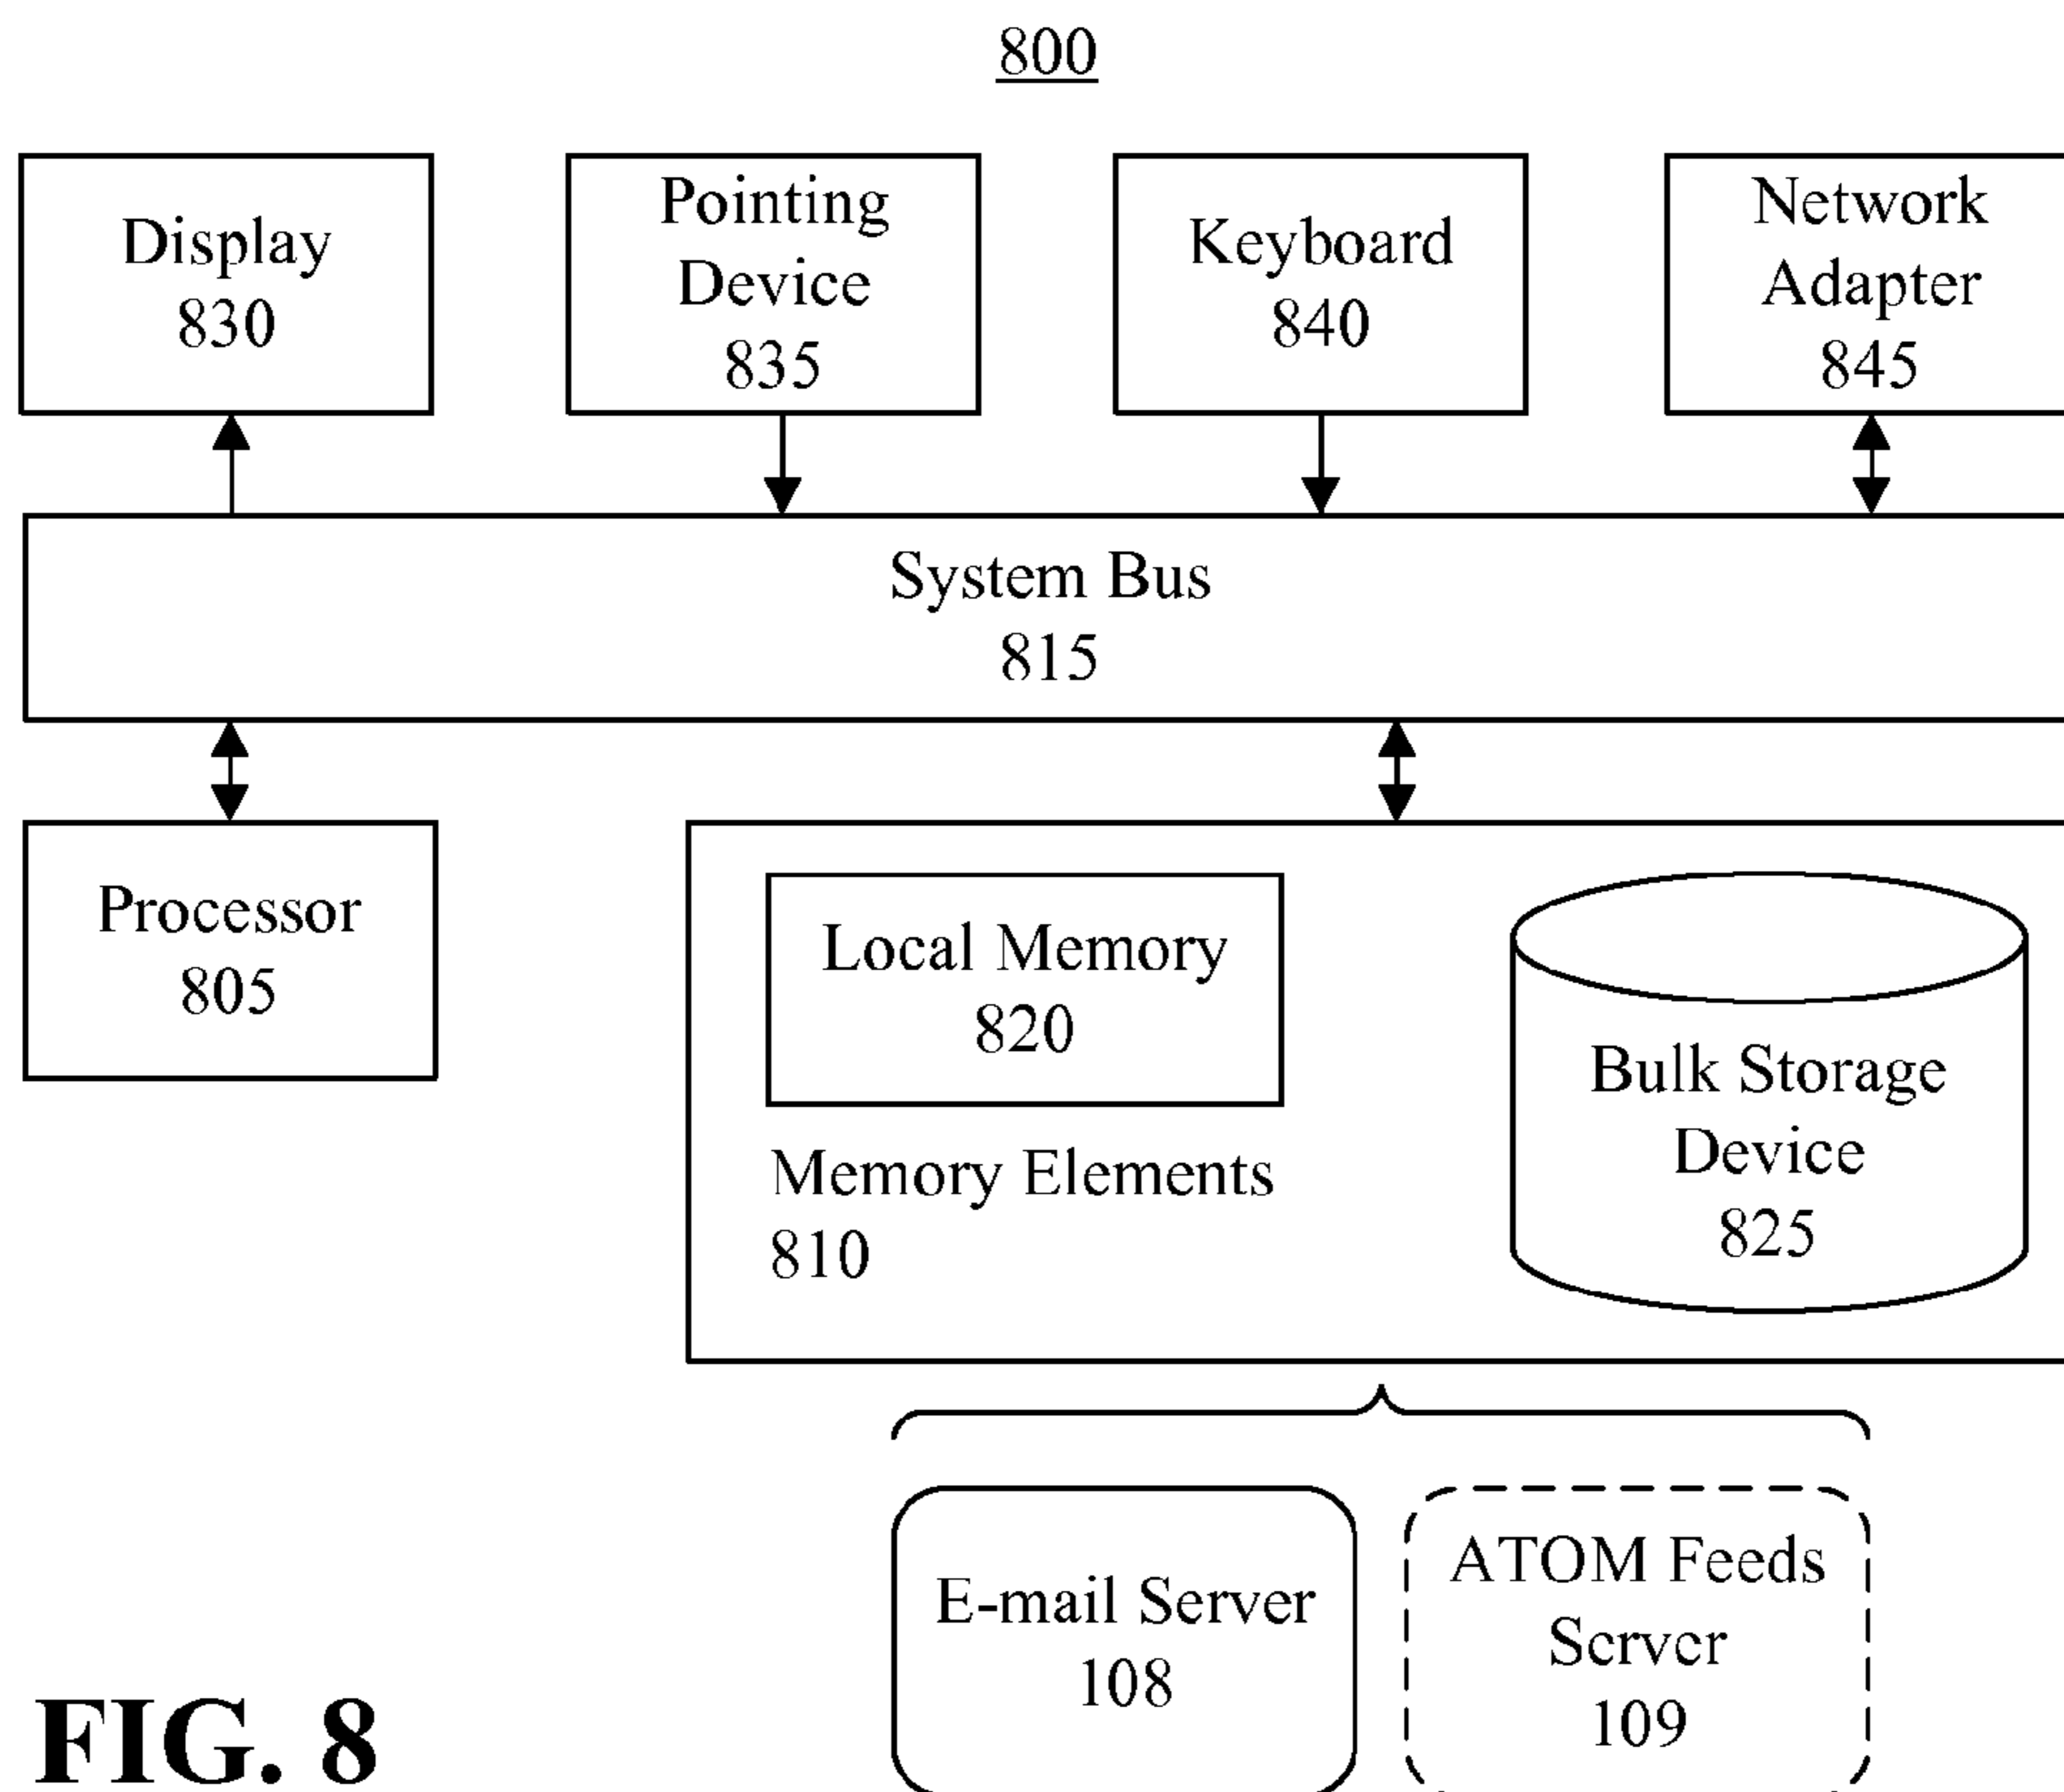 800
Display
830
Pointing
Device
835
Keyboard
840
Network
Adapter
845
System Bus
815
Processor
805
Local Memory
820
Memory Elements
810
Bulk Storage
Device
825
E-mail Server
108
ATOM Feeds
Server
109
FIG. 8